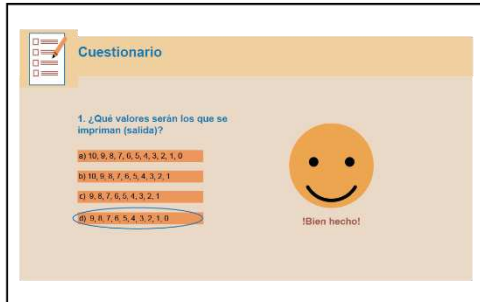 Cuestionario
1. ¿Qué valores serán los que se
impriman (salida)?
a) 10, 9, 8, 7, 6, 5, 4, 3, 2, 1, 0
b) 10, 9, 8, 7, 6, 5, 4, 3, 2, 1
c) 9, 8, 7, 6, 5, 4, 3, 2, 1
d) 9, 8, 7, 6, 5, 4, 3, 2, 1, 0
!Bien hecho!